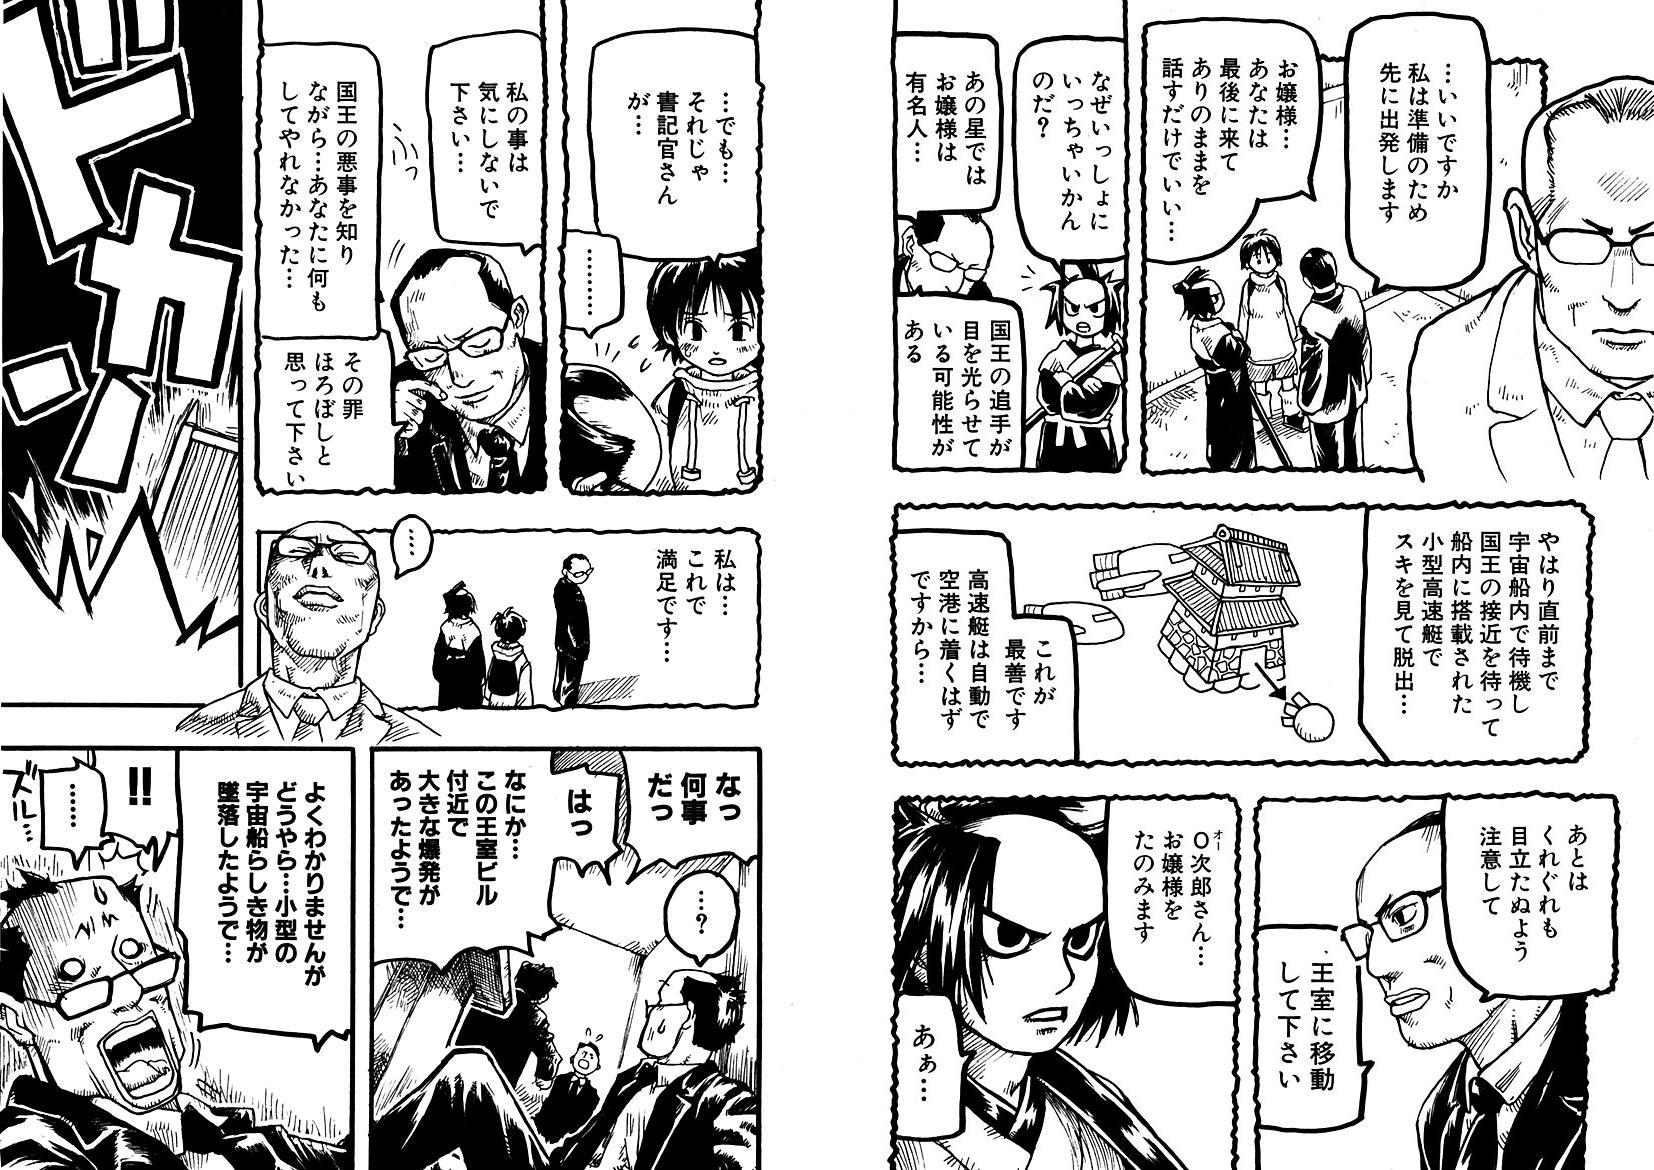 …いいですか
私は準備のため
先に出発します
お嬢様…
あなたは
最後に来て
ありのままを
話すだけでいい…
なぜいっしょに
いっちゃいかん
のだ?
あの星では
お嬢様は
有名人…
国王の追手が
目を光らせて
いる可能性が
ある
やはり直前まで
宇宙船内で待機し
国王の接近を待って
船内に搭載された
小型高速艇で
スキを見て脱出…
これが
最善です
高速艇は自動で
空港に着くはず
ですから…
あとは
くれぐれも
目立たぬよう
注意して
王室に移動
して下さい
O次郎さん…
オー
お嬢様を
たのみます
あぁ…
…でも…
それじゃ
書記官さん
が…
………
私の事は
気にしないで
下さい…
ふっ
国王の悪事を知り
ながら…あなたに何も
してやれなかった…
その罪
ほろぼしと
思って下さい
私は…
これで
満足です…
…
ドカン
なっ
何事
だっ
はっ
なにか…
この王室ビル
付近で
大きな爆発が
あったようで…
…?
よくわかりませんが
どうやら…小型の
宇宙船らしき物が
墜落したようで…
!!
……
ズル…